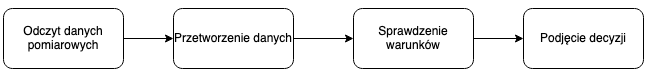 Odczyt danych
pomiarowych
Przetworzenie danych
Sprawdzenie
warunków
Podjęcie decyzji